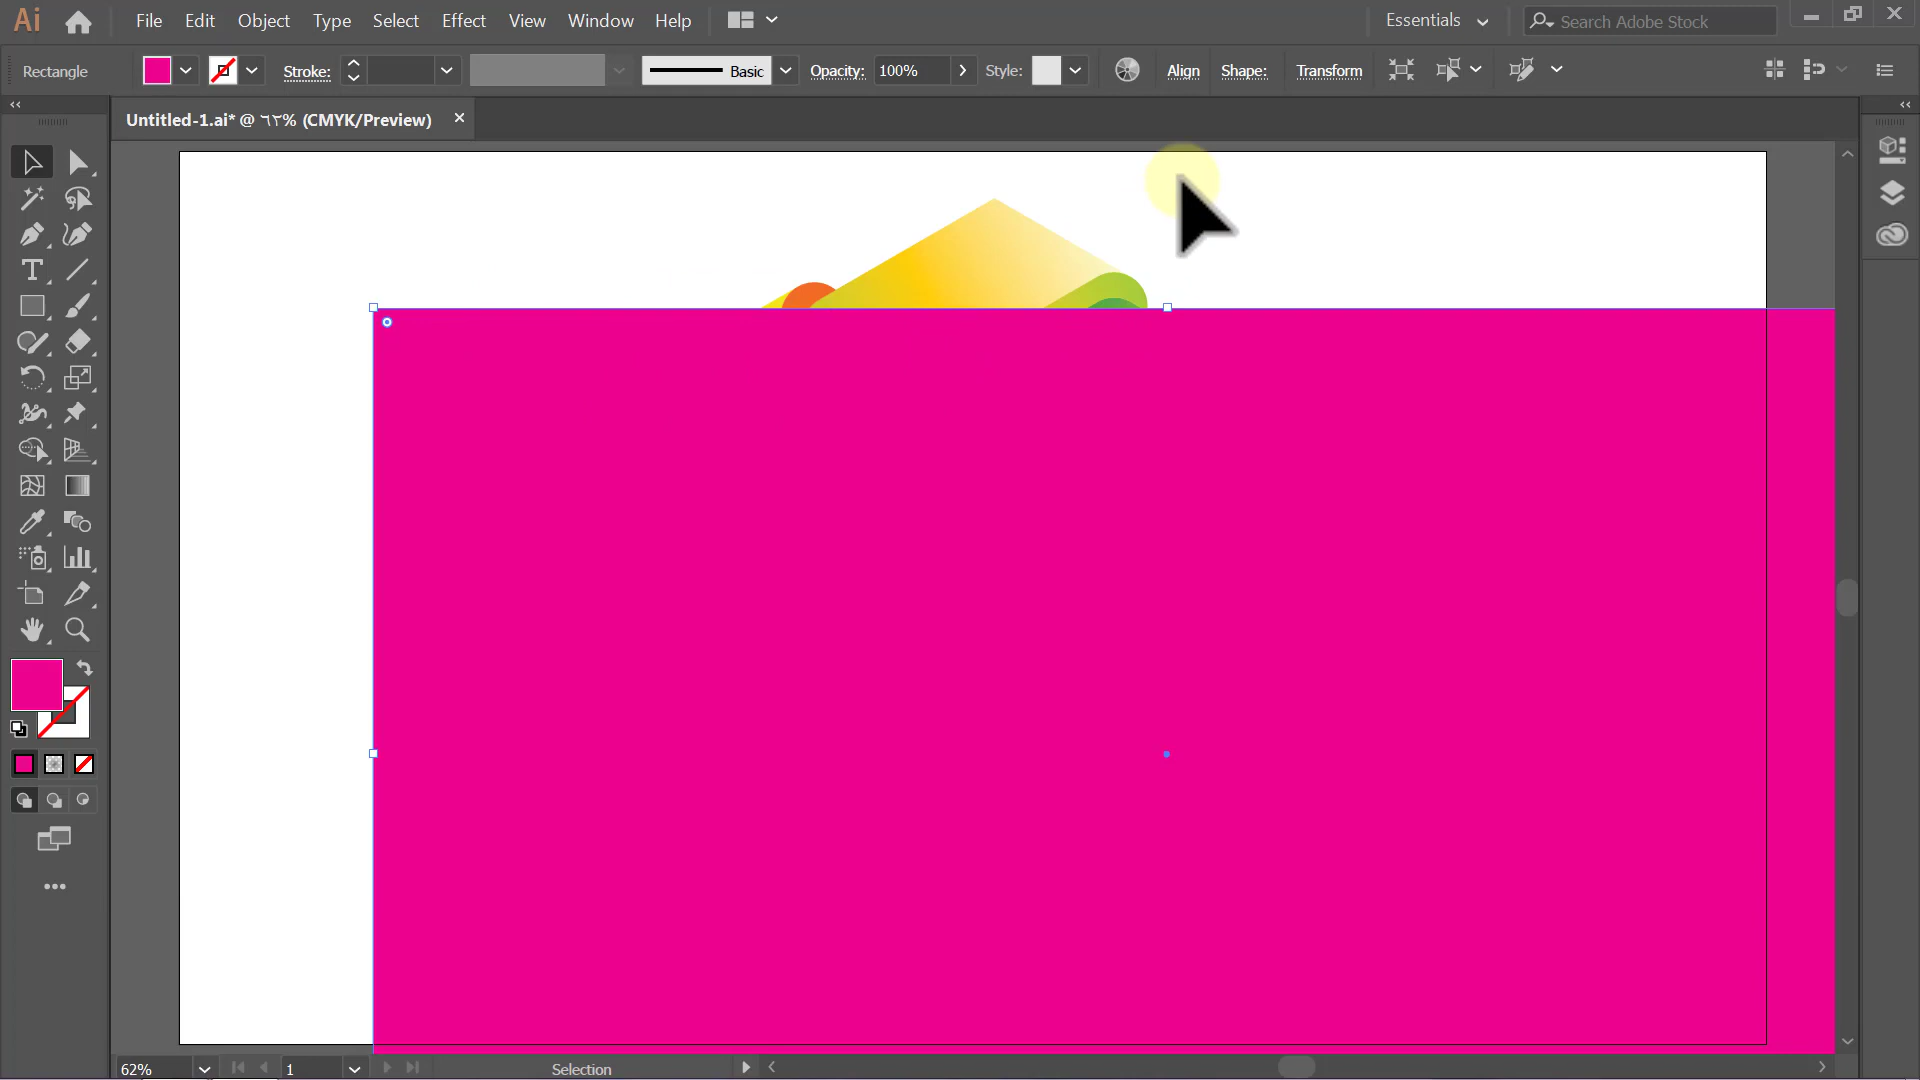 Ai File Edit Object Type Select Effect View Window Help Essentials Search Adobe Stock
Rectangle Stroke: Basic Opacity: 100% Style: Align Shape: Transform
Untitled-1.ai* @ ٦٢% (CMYK/Preview)
62% 1 Selection